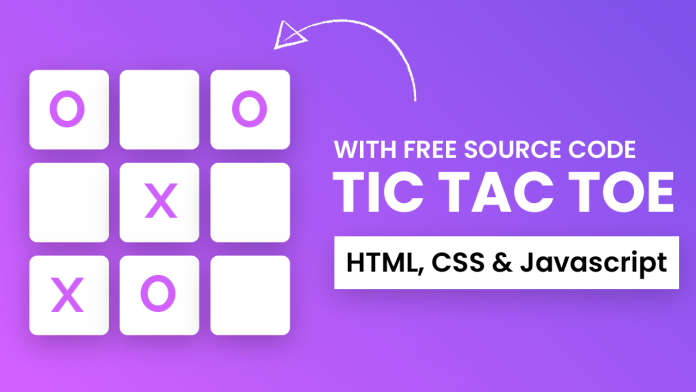 O O
X
X O
WITH FREE SOURCE CODE
TIC TAC TOE
HTML, CSS & Javascript